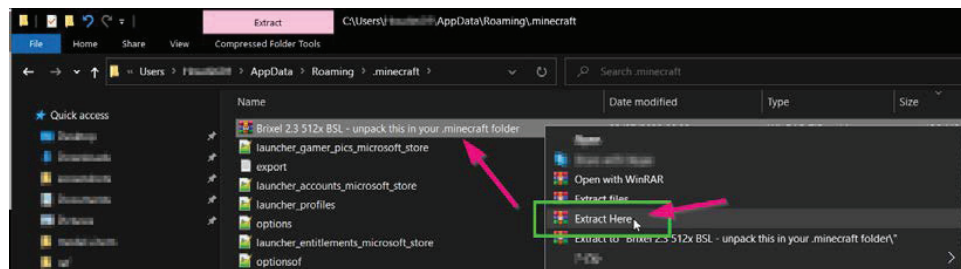 Extract C:\Users\ \AppData\Roaming\.minecraft
File Home Share View Compressed Folder Tools
Users > > AppData > Roaming > .minecraft > Search .minecraft
Name Date modified Type Size
Quick access
Brixel 2.3 512x BSL - unpack this in your .minecraft folder
launcher_gamer_pics_microsoft_store
export
launcher_accounts_microsoft_store
launcher_profiles
options
launcher_entitlements_microsoft_store
optionsof
Open with WinRAR
Extract files
Extract Here
Extract to "Brixel 2.3 512x BSL - unpack this in your .minecraft folder\"